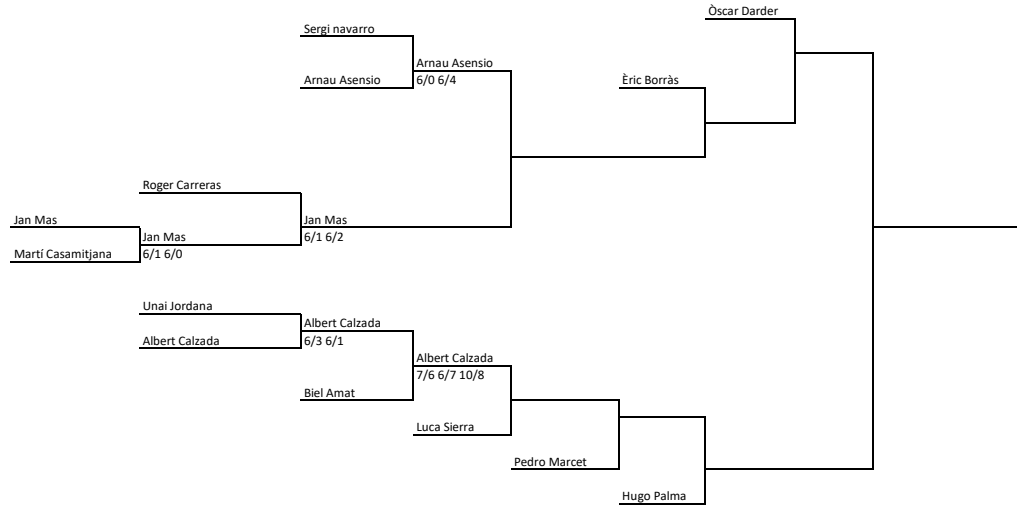 Òscar Darder
Sergi navarro
Arnau Asensio
6/0 6/4
Arnau Asensio
Èric Borràs
Roger Carreras
Jan Mas
Jan Mas
6/1 6/2
Jan Mas
6/1 6/0
Martí Casamitjana
Unai Jordana
Albert Calzada
6/3 6/1
Albert Calzada
Albert Calzada
7/6 6/7 10/8
Biel Amat
Luca Sierra
Pedro Marcet
Hugo Palma